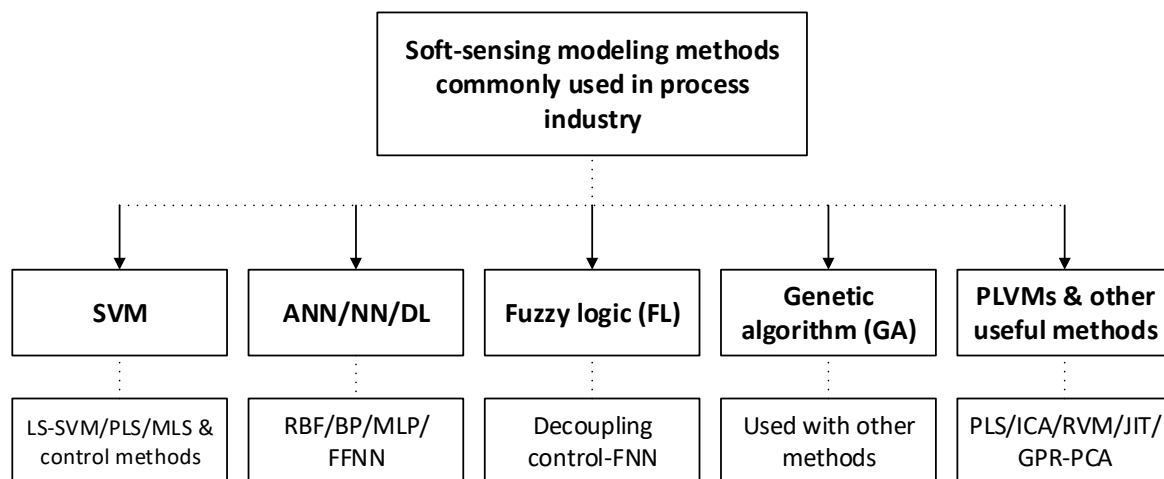 Soft-sensing modeling methods
commonly used in process
industry
SVM
ANN/NN/DL
Fuzzy logic (FL)
Genetic
algorithm (GA)
PLVMs & other
useful methods
LS-SVM/PLS/MLS &
control methods
RBF/BP/MLP/
FFNN
Decoupling
control-FNN
Used with other
methods
PLS/ICA/RVM/JIT/
GPR-PCA